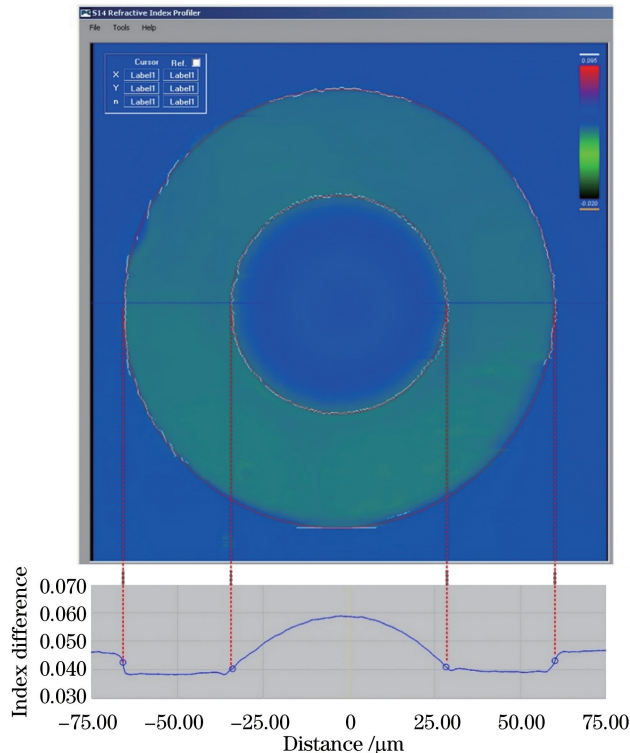 S14 Refractive Index Profiler
File Tools Help
Cursor Ref.
X Label1 Label1
Y Label1 Label1
n Label1 Label1
0.095
-0.020
0.070
0.060
0.050
0.040
0.030
Index difference
−75.00 −50.00 −25.00 0 25.00 50.00 75.00
Distance /μm